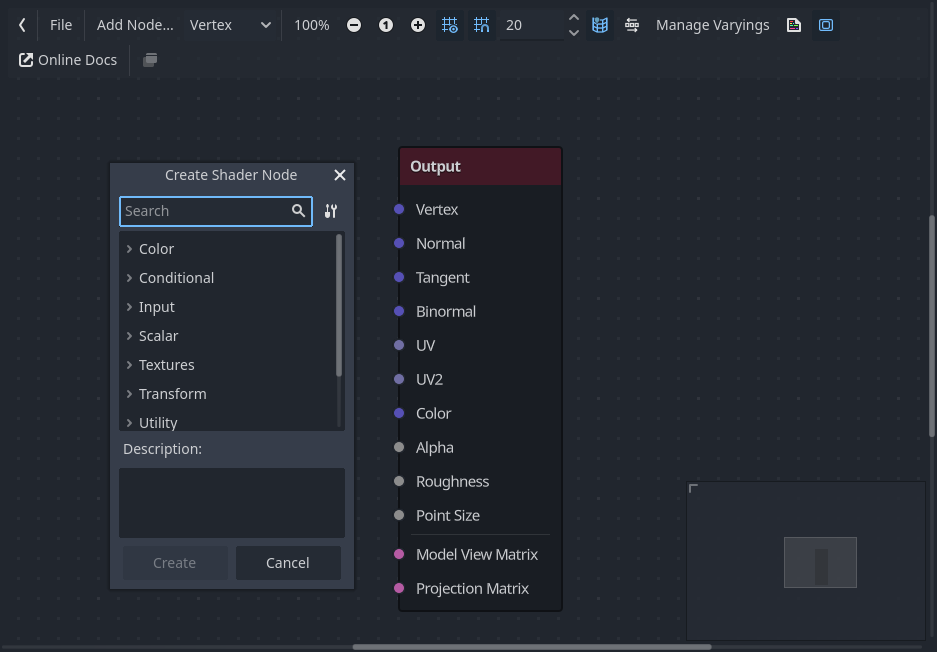 File Add Node... Vertex 100% 1 20 Manage Varyings
Online Docs
Create Shader Node
Search
Color
Conditional
Input
Scalar
Textures
Transform
Utility
Description:
Create Cancel
Output
Vertex
Normal
Tangent
Binormal
UV
UV2
Color
Alpha
Roughness
Point Size
Model View Matrix
Projection Matrix